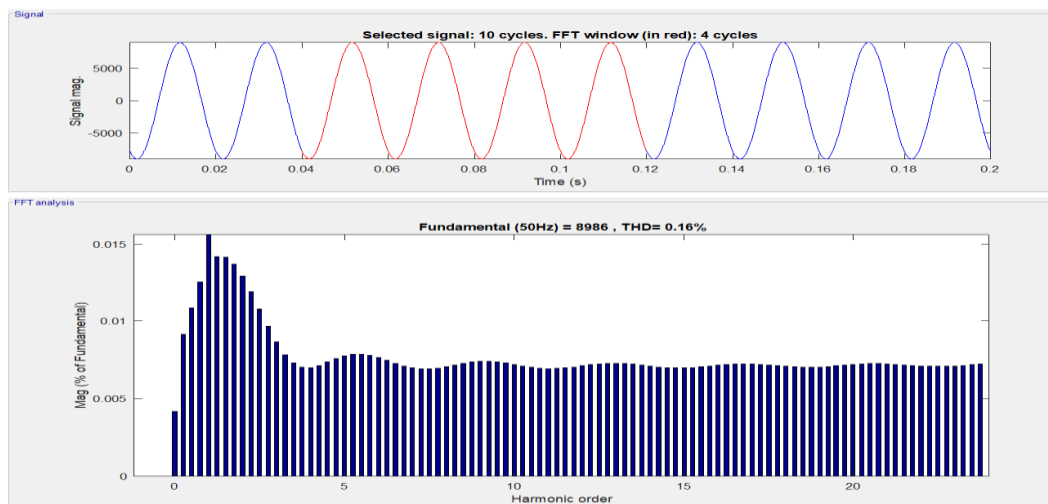 Signal
Selected signal: 10 cycles. FFT window (in red): 4 cycles
Signal mag.
5000
0
-5000
0 0.02 0.04 0.06 0.08 0.1 0.12 0.14 0.16 0.18 0.2
Time (s)
FFT analysis
Fundamental (50Hz) = 8986 , THD= 0.16%
Mag (% of Fundamental)
0.015
0.01
0.005
0
0 5 10 15 20
Harmonic order